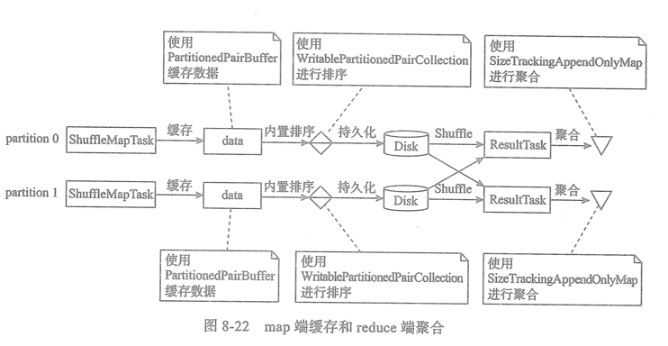 使用
PartitionedPairBuffer
缓存数据
使用
WritablePartitionedPairCollection
进行排序
使用
SizeTrackingAppendOnlyMap
进行聚合
partition 0 ShuffleMapTask 缓存 data 内置排序 持久化 Disk Shuffle ResultTask 聚合
partition 1 ShuffleMapTask 缓存 data 内置排序 持久化 Disk Shuffle ResultTask 聚合
使用
PartitionedPairBuffer
缓存数据
使用
WritablePartitionedPairCollection
进行排序
使用
SizeTrackingAppendOnlyMap
进行聚合
图 8-22 map 端缓存和 reduce 端聚合